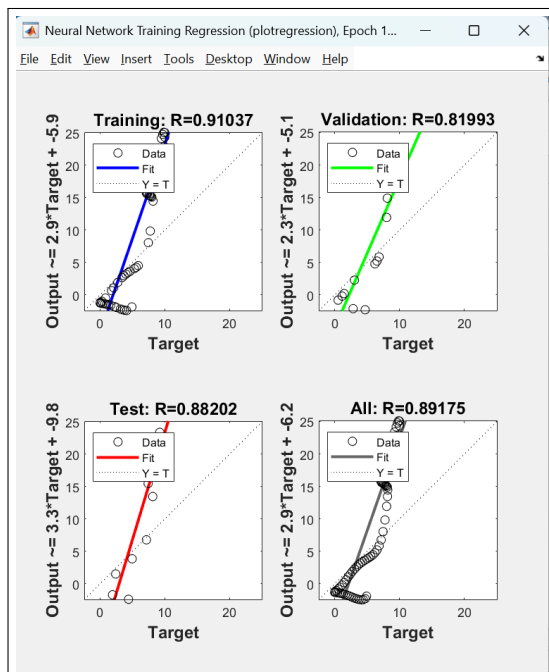 Neural Network Training Regression (plotregression), Epoch 1...
File Edit View Insert Tools Desktop Window Help
Training: R=0.91037
Output ~= 2.9*Target + -5.9
25
20
15
10
5
0
Data
Fit
Y = T
0 10 20
Target
Validation: R=0.81993
Output ~= 2.3*Target + -5.1
25
20
15
10
5
0
Data
Fit
Y = T
0 10 20
Target
Test: R=0.88202
Output ~= 3.3*Target + -9.8
25
20
15
10
5
0
Data
Fit
Y = T
0 10 20
Target
All: R=0.89175
Output ~= 2.9*Target + -6.2
25
20
15
10
5
0
Data
Fit
Y = T
0 10 20
Target